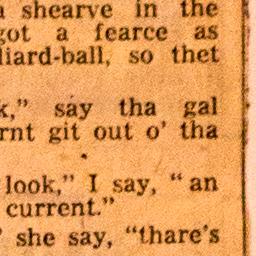 a shearve in the
got a fearce as
liard-ball, so thet
k,” say tha gal
rnt git out o’ tha
look,” I say, “ an
current.”
’ she say, “thare’s